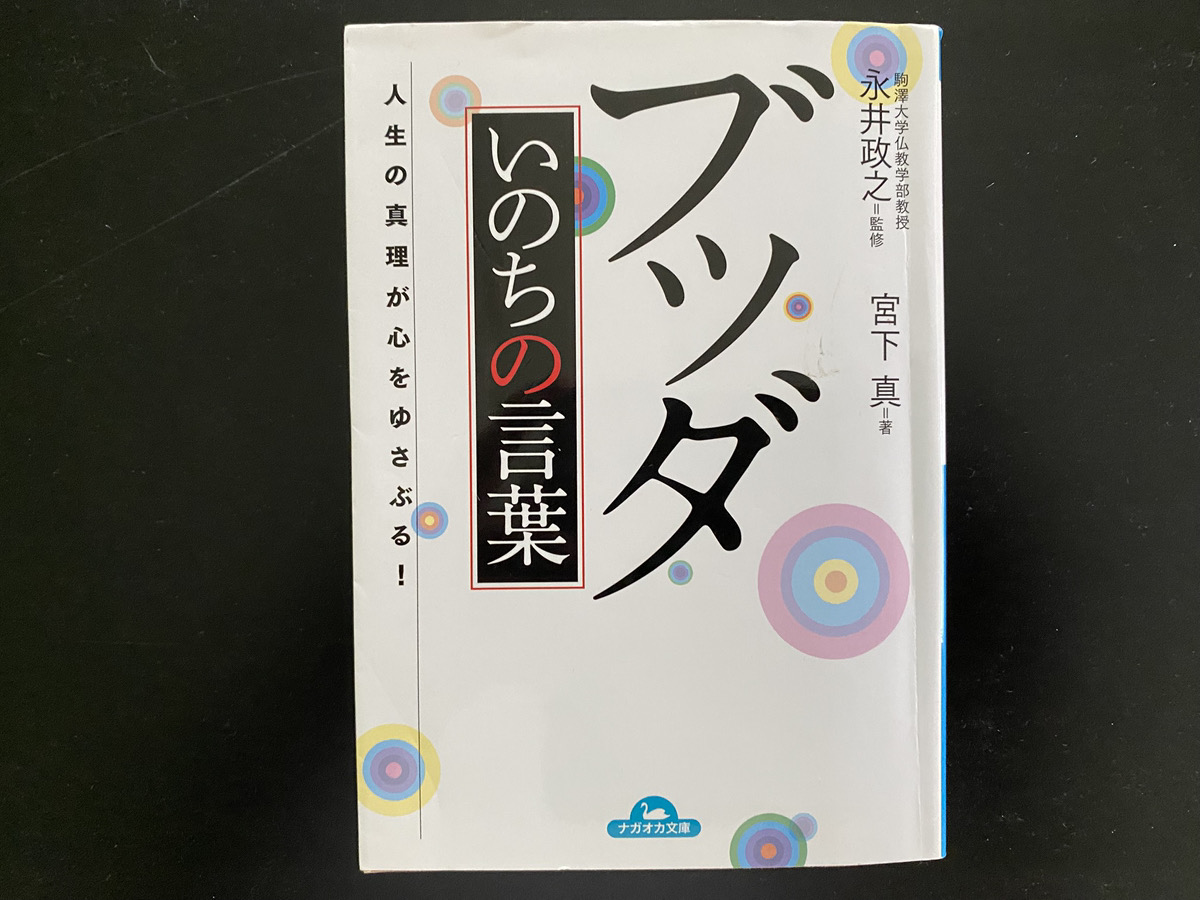 駒澤大学仏教学部教授
永井政之=監修
宮下 真=著
ブッダ
いのちの言葉
人生の真理が心をゆさぶる!
ナガオカ文庫